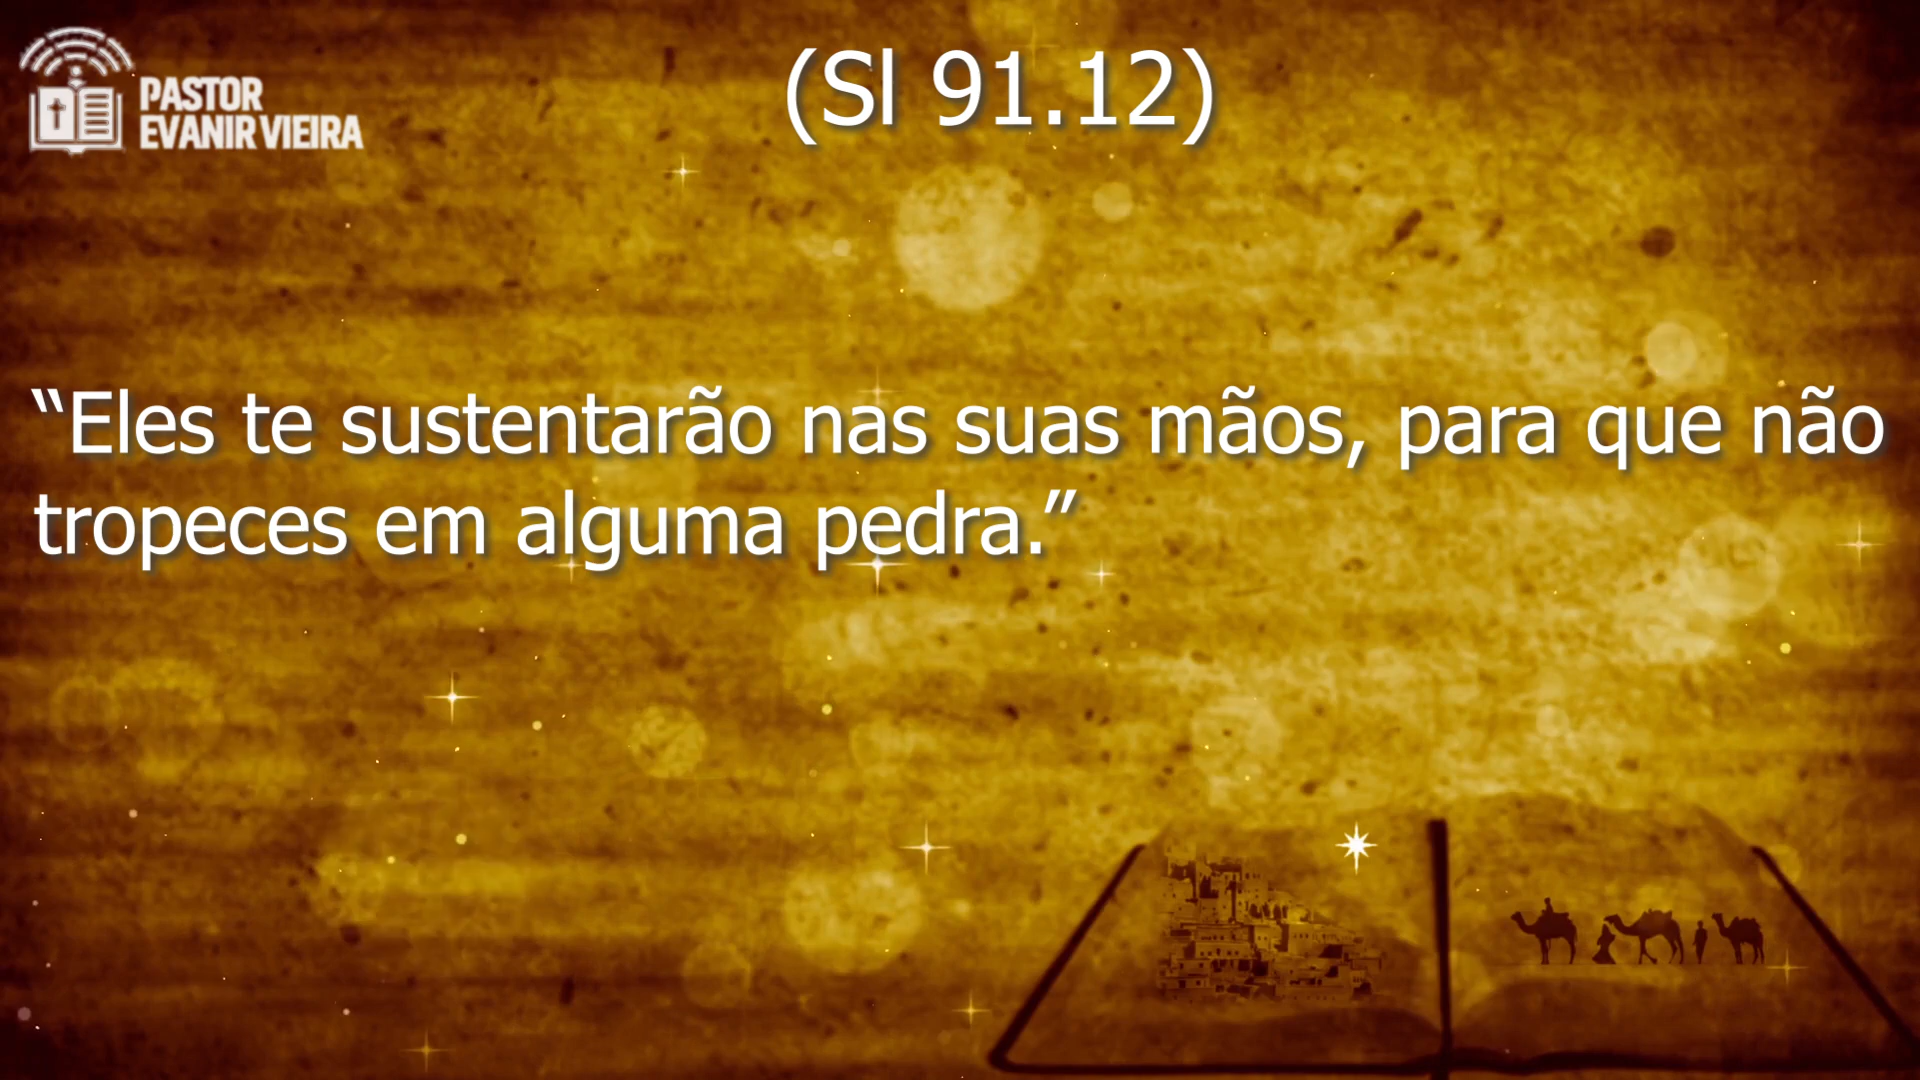 PASTOR
EVANIR VIEIRA
(Sl 91.12)
“Eles te sustentarão nas suas mãos, para que não
tropeces em alguma pedra.”